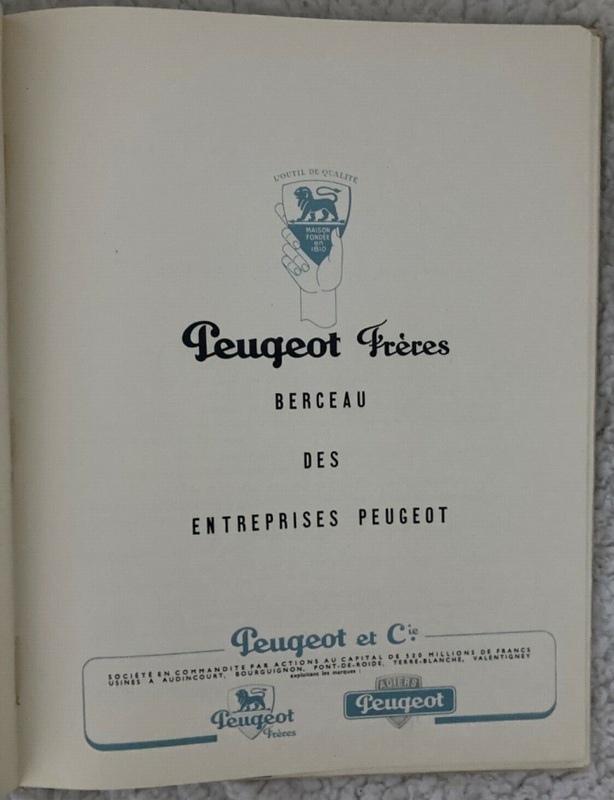 L'OUTIL DE QUALITÉ
MAISON
FONDÉE
en
1810
Peugeot Frères
BERCEAU
DES
ENTREPRISES PEUGEOT
Peugeot et Cie
SOCIÉTÉ EN COMMANDITE PAR ACTIONS AU CAPITAL DE 520 MILLIONS DE FRANCS
USINES A AUDINCOURT, BOURGUIGNON, PONT-DE-ROIDE, TERRE-BLANCHE, VALENTIGNEY
exploitant les marques :
Peugeot
Frères
ACIERS
Peugeot